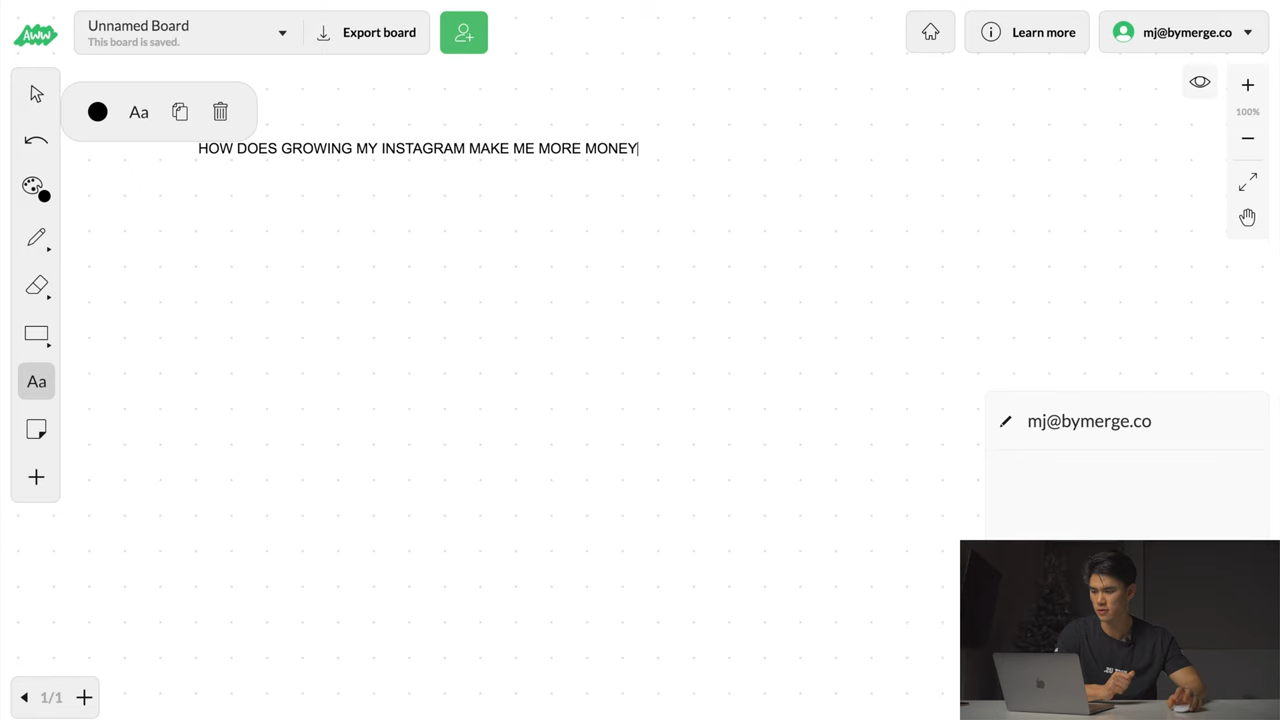 AWW
Unnamed Board
This board is saved.
Export board
Learn more
mj@bymerge.co
Aa
100%
HOW DOES GROWING MY INSTAGRAM MAKE ME MORE MONEY
Aa
mj@bymerge.co
1/1